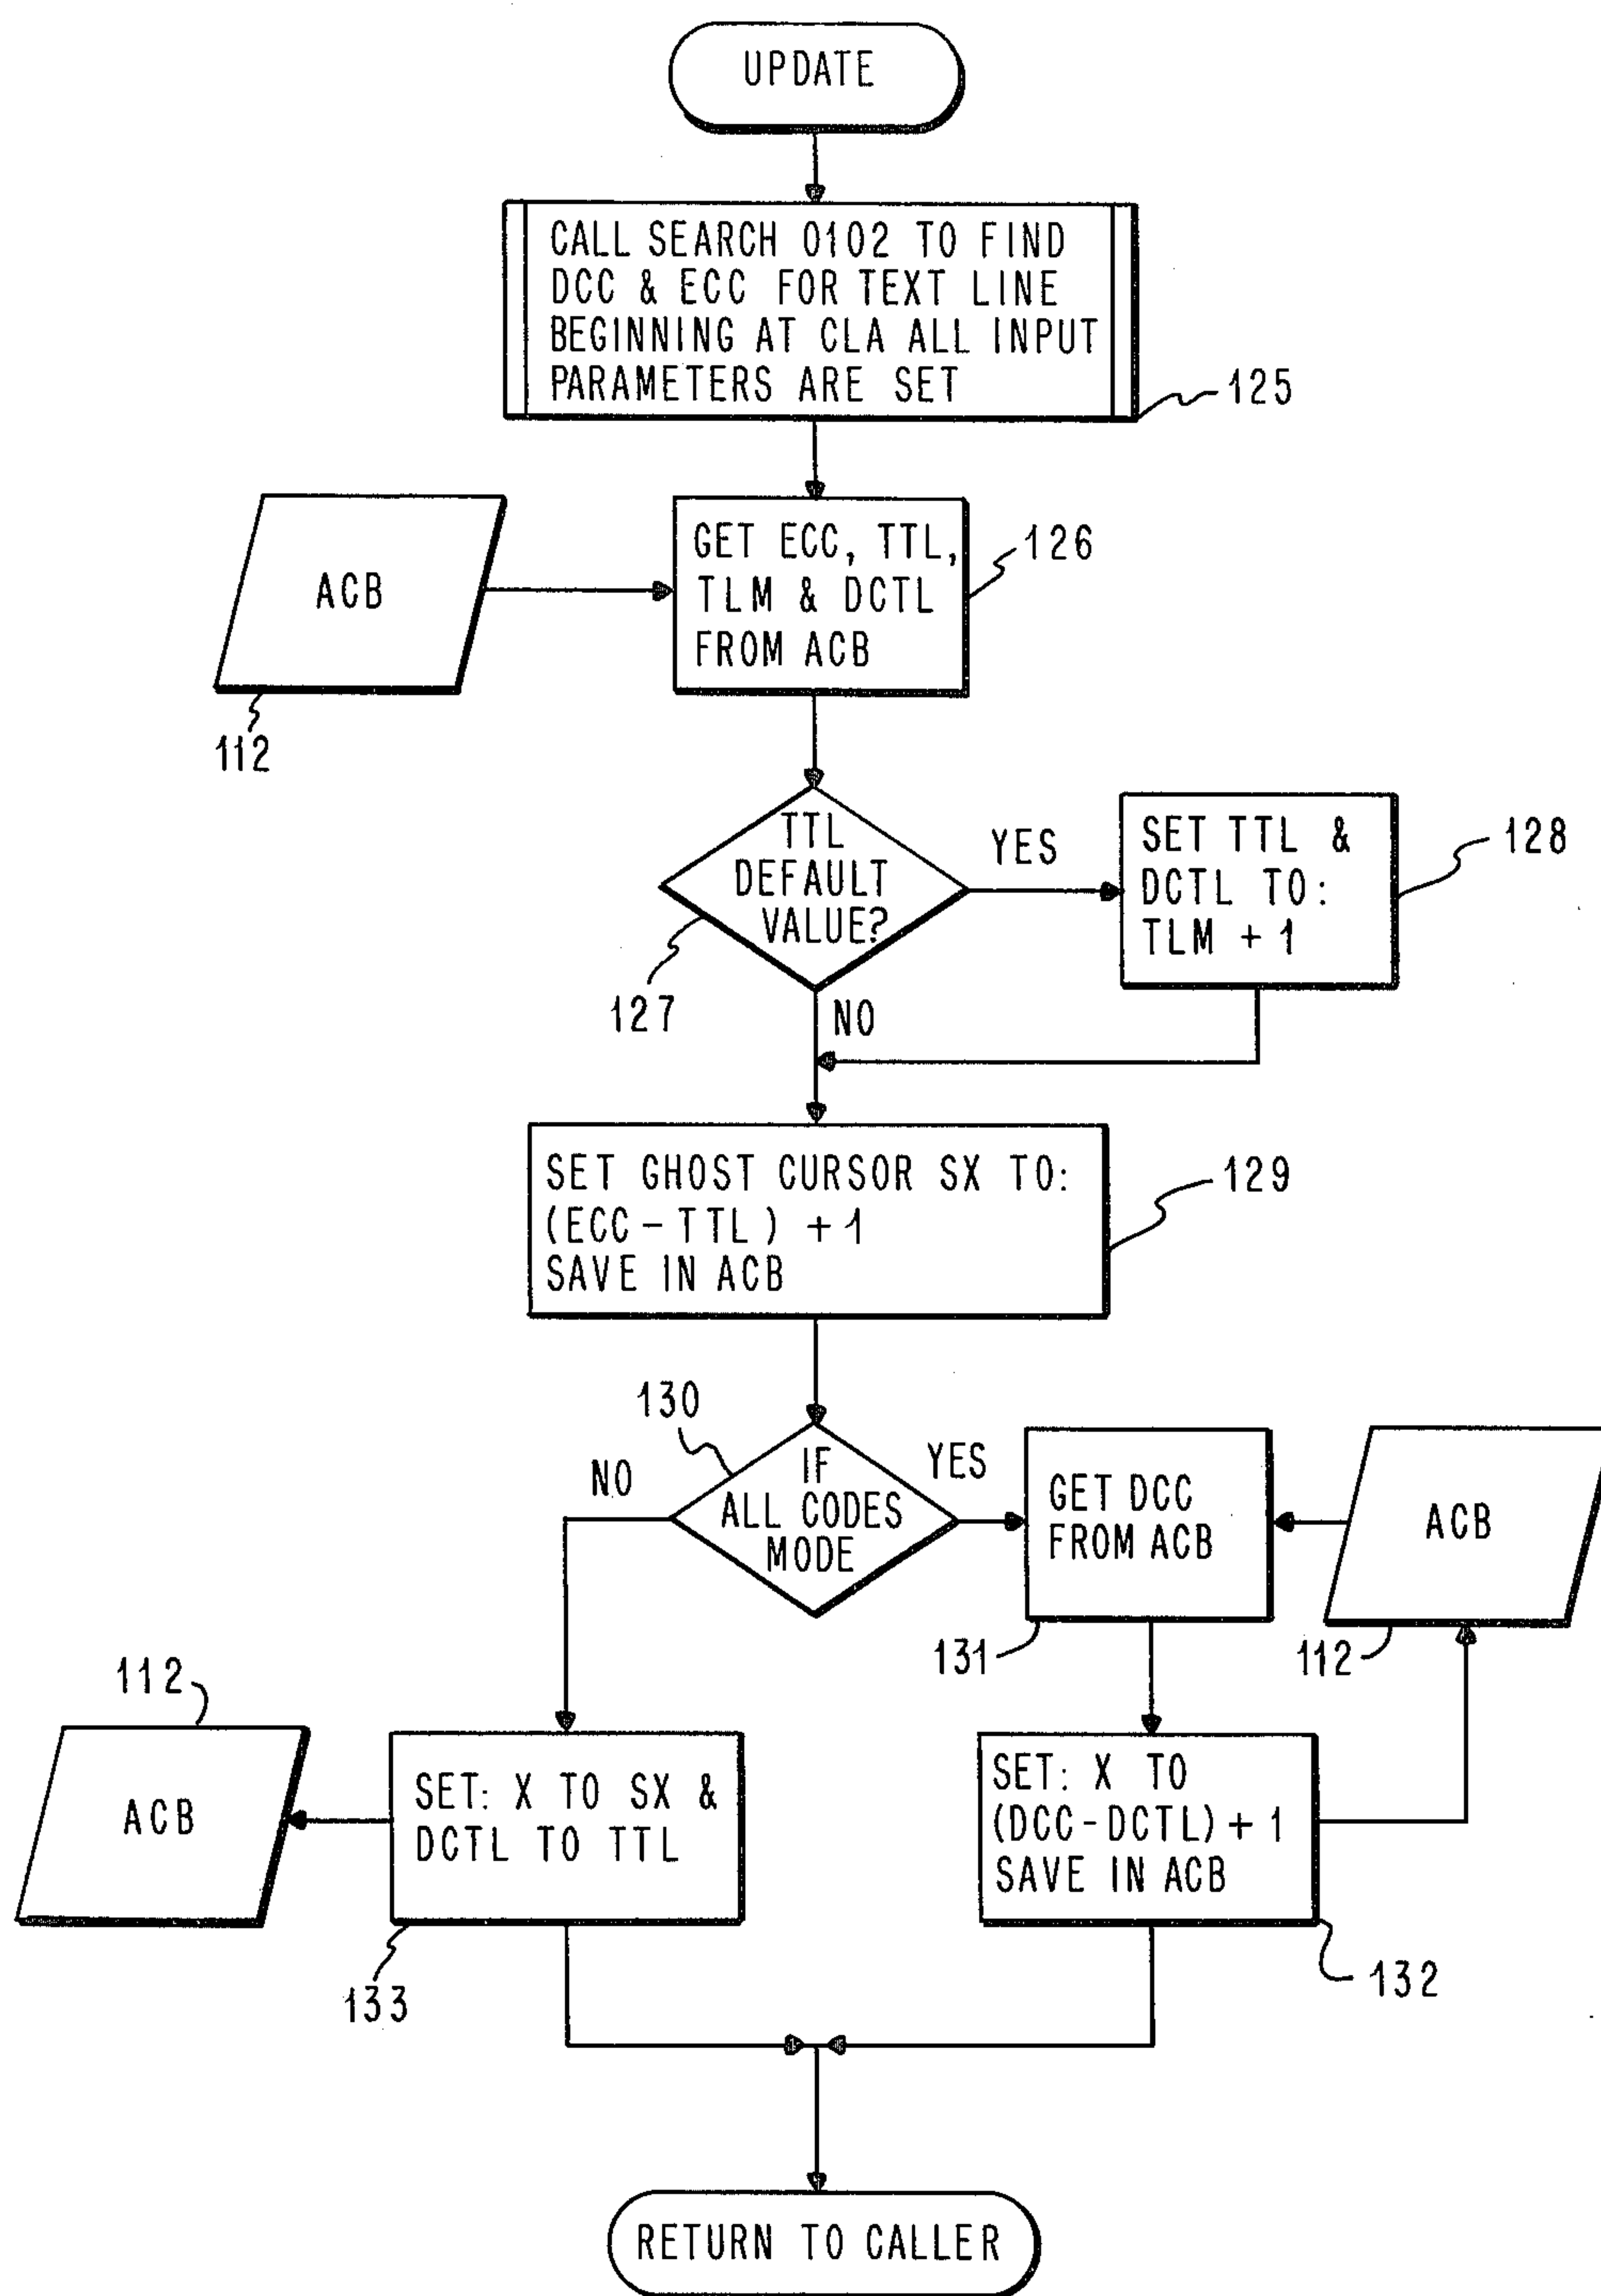 UPDATE
CALL SEARCH 0102 TO FIND
DCC & ECC FOR TEXT LINE
BEGINNING AT CLA ALL INPUT
PARAMETERS ARE SET
125
ACB
112
GET ECC, TTL,
TLM & DCTL
FROM ACB
126
TTL
DEFAULT
VALUE?
127
YES
NO
SET TTL &
DCTL TO:
TLM + 1
128
SET GHOST CURSOR SX TO:
(ECC-TTL) + 1
SAVE IN ACB
129
130
IF
ALL CODES
MODE
NO
YES
GET DCC
FROM ACB
131
ACB
112
112
ACB
SET: X TO SX &
DCTL TO TTL
133
SET: X TO
(DCC-DCTL) + 1
SAVE IN ACB
132
RETURN TO CALLER